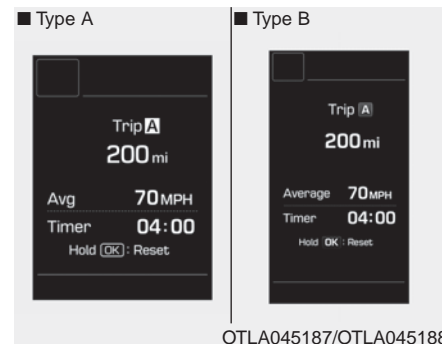 ■ Type A
Trip A
200 mi
Avg 70 MPH
Timer 04:00
Hold OK : Reset
■ Type B
Trip A
200 mi
Average 70 MPH
Timer 04:00
Hold OK : Reset
OTLA045187/OTLA045188